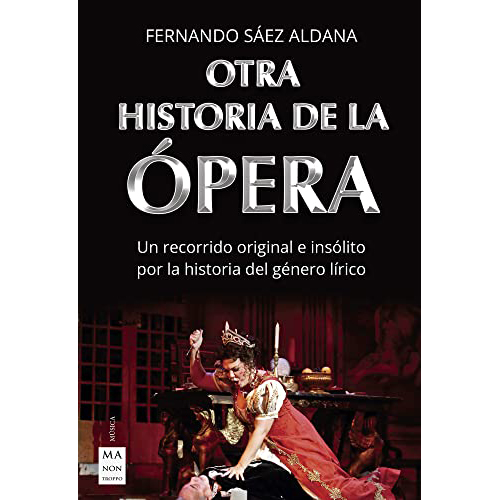 FERNANDO SÁEZ ALDANA
OTRA
HISTORIA DE LA
ÓPERA
Un recorrido original e insólito
por la historia del género lírico
MÚSICA
MA
NON
TROPPO